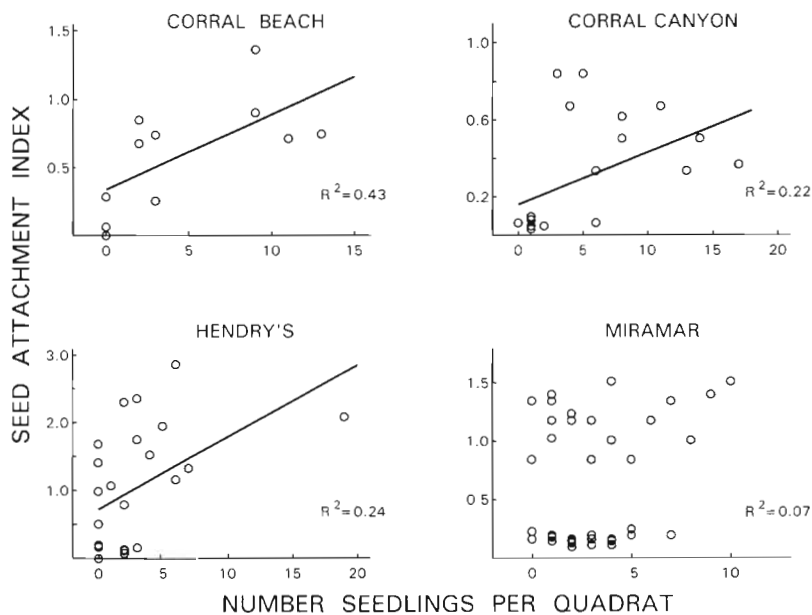 CORRAL BEACH
CORRAL CANYON
1.5
1.0
0.5
0 5 10 15
R²=0.43
1.0
0.6
0.2
0 5 10 15 20
R²=0.22
HENDRY'S
MIRAMAR
3.0
2.0
1.0
0
0 5 10 15 20
R²=0.24
1.5
1.0
0 5
0
0 5 10
R²=0.07
SEED ATTACHMENT INDEX
NUMBER SEEDLINGS PER QUADRAT